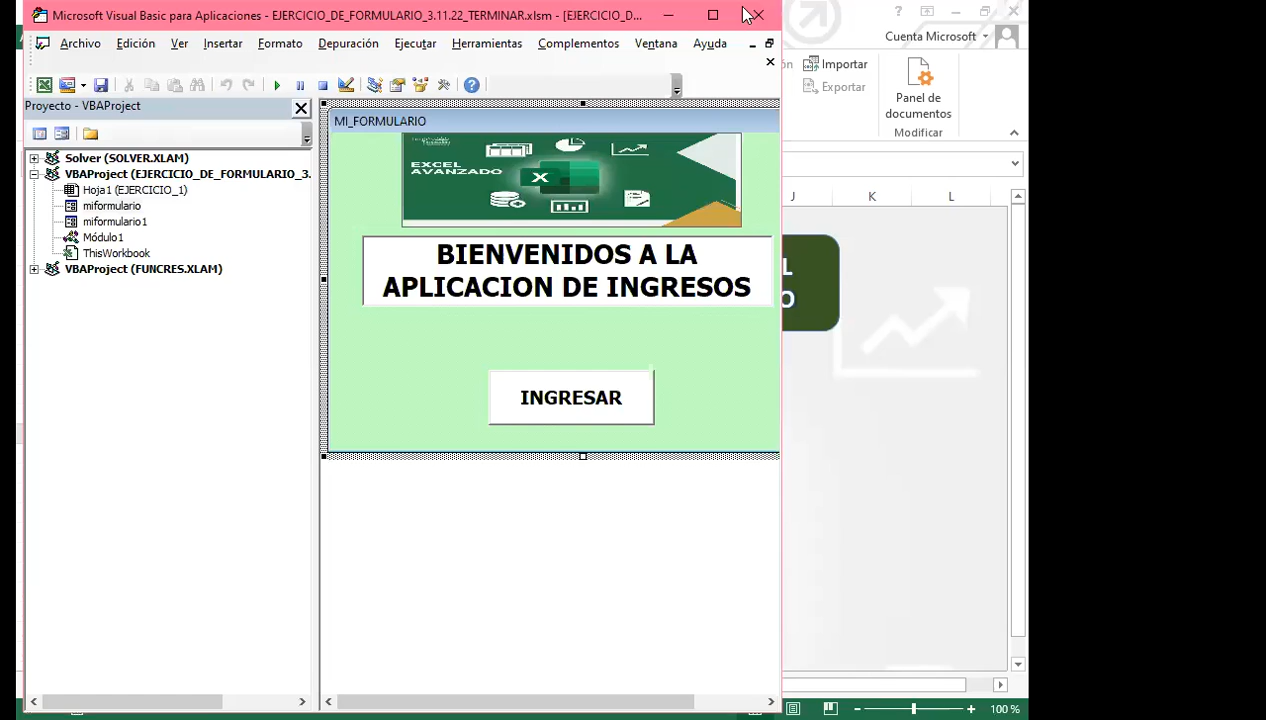 Microsoft Visual Basic para Aplicaciones - EJERCICIO_DE_FORMULARIO_3.11.22_TERMINAR.xlsm - [EJERCICIO_D...
Archivo Edición Ver Insertar Formato Depuración Ejecutar Herramientas Complementos Ventana Ayuda
Cuenta Microsoft
Importar
Exportar
Panel de
documentos
Modificar
Proyecto - VBAProject
Solver (SOLVER.XLAM)
VBAProject (EJERCICIO_DE_FORMULARIO_3.
Hoja1 (EJERCICIO_1)
miformulario
miformulario1
Módulo1
ThisWorkbook
VBAProject (FUNCRES.XLAM)
MI_FORMULARIO
EXCEL
AVANZADO
X
BIENVENIDOS A LA
APLICACION DE INGRESOS
INGRESAR
J K L
L
O
100 %